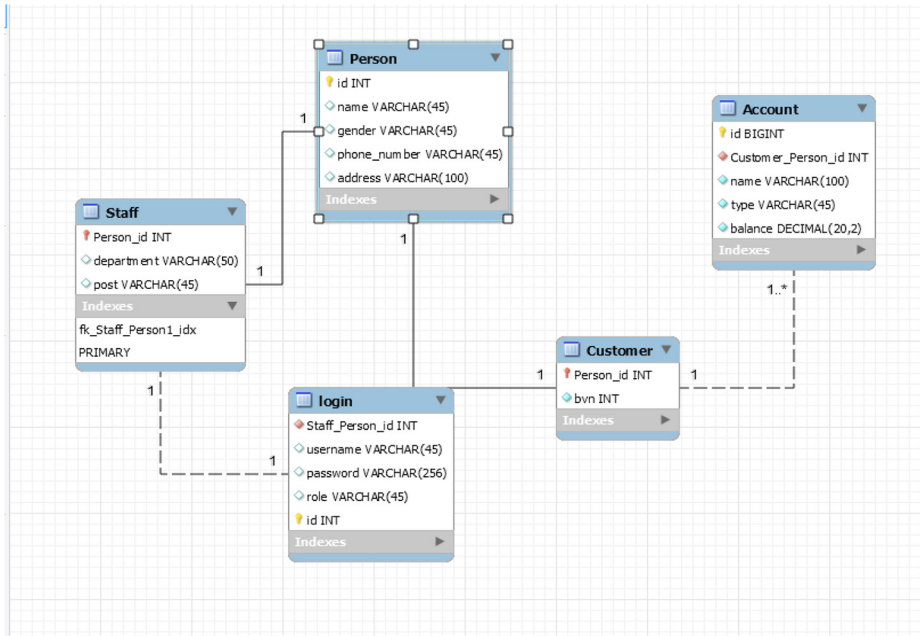 Person
id INT
name VARCHAR(45)
gender VARCHAR(45)
phone_number VARCHAR(45)
address VARCHAR(100)
Indexes
1
1
Account
id BIGINT
Customer_Person_id INT
name VARCHAR(100)
type VARCHAR(45)
balance DECIMAL(20,2)
Indexes
1..*
Staff
Person_id INT
department VARCHAR(50)
post VARCHAR(45)
Indexes
fk_Staff_Person1_idx
PRIMARY
1
1
Customer
Person_id INT
bvn INT
Indexes
1
1
login
Staff_Person_id INT
username VARCHAR(45)
password VARCHAR(256)
role VARCHAR(45)
id INT
Indexes
1